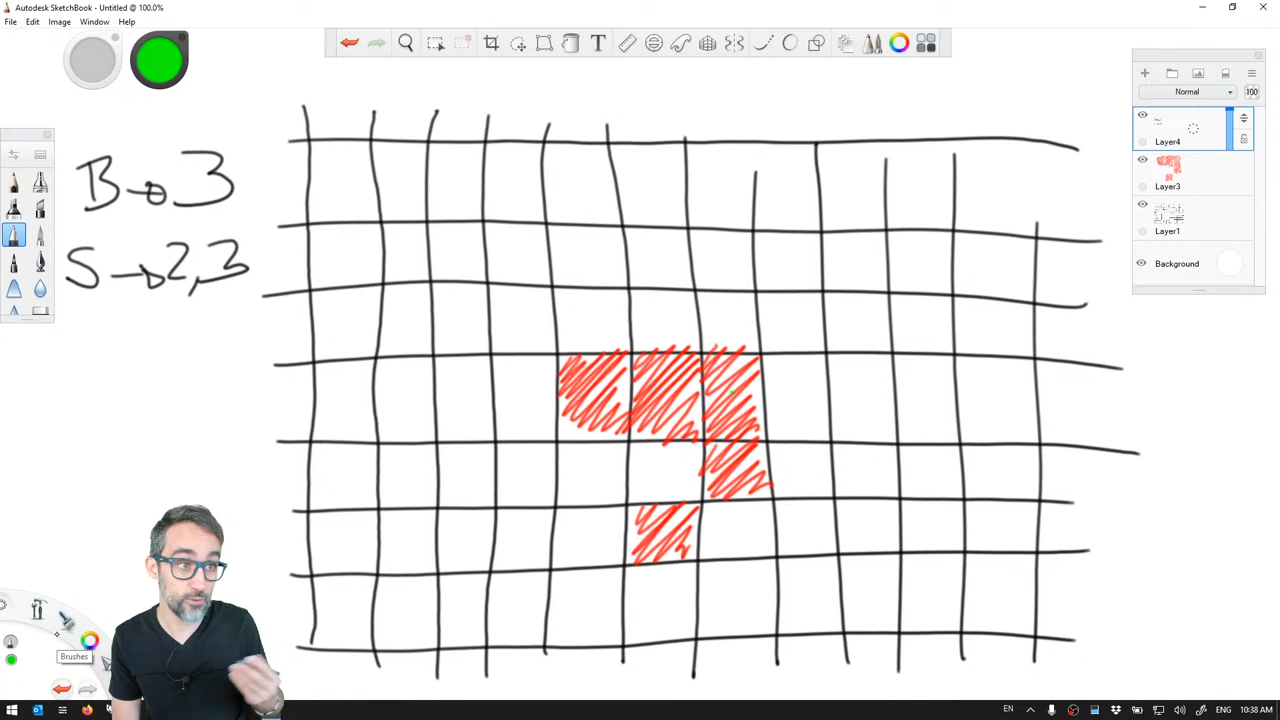 Autodesk SketchBook - Untitled @ 100.0%
File Edit Image Window Help
T
Normal 100
Layer4
Layer3
Layer1
Background
B→3
S→2,3
Brushes
EN ENG 10:38 AM